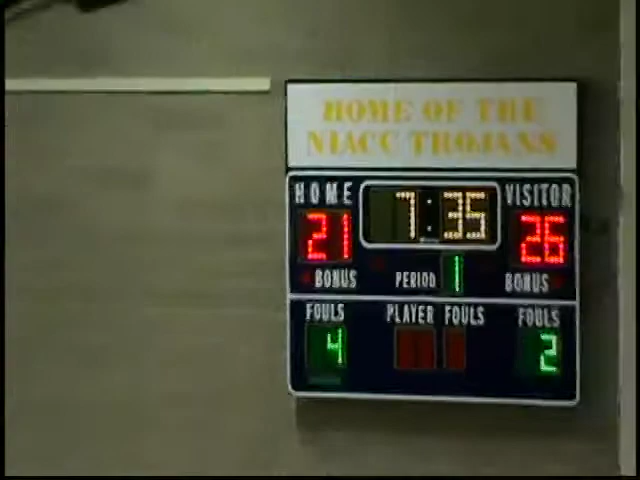 HOME OF THE
NIACC TROJANS
HOME 7:35 VISITOR
21 26
BONUS PERIOD 1 BONUS
FOULS PLAYER FOULS FOULS
4 2